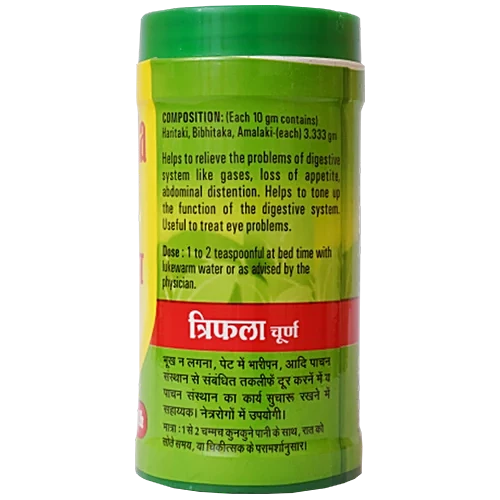 COMPOSITION: (Each 10 gm contains)
Haritaki, Bibhitaka, Amalaki-(each) 3.333 gm
Helps to relieve the problems of digestive
system like gases, loss of appetite,
abdominal distention. Helps to tone up
the function of the digestive system.
Useful to treat eye problems.
Dose : 1 to 2 teaspoonful at bed time with
lukewarm water or as advised by the
physician.
त्रिफला चूर्ण
भूख न लगना, पेट में भारीपन, आदि पाचन
संस्थान से संबंधित तकलीफें दूर करनें में व
पाचन संस्थान का कार्य सुचारू रखने में
सहाय्यक। नेत्ररोगों में उपयोगी।
मात्रा : 1 से 2 चम्मच कुनकुने पानी के साथ, रात को
सोते समय, या चिकीत्सक के परामर्शानुसार।